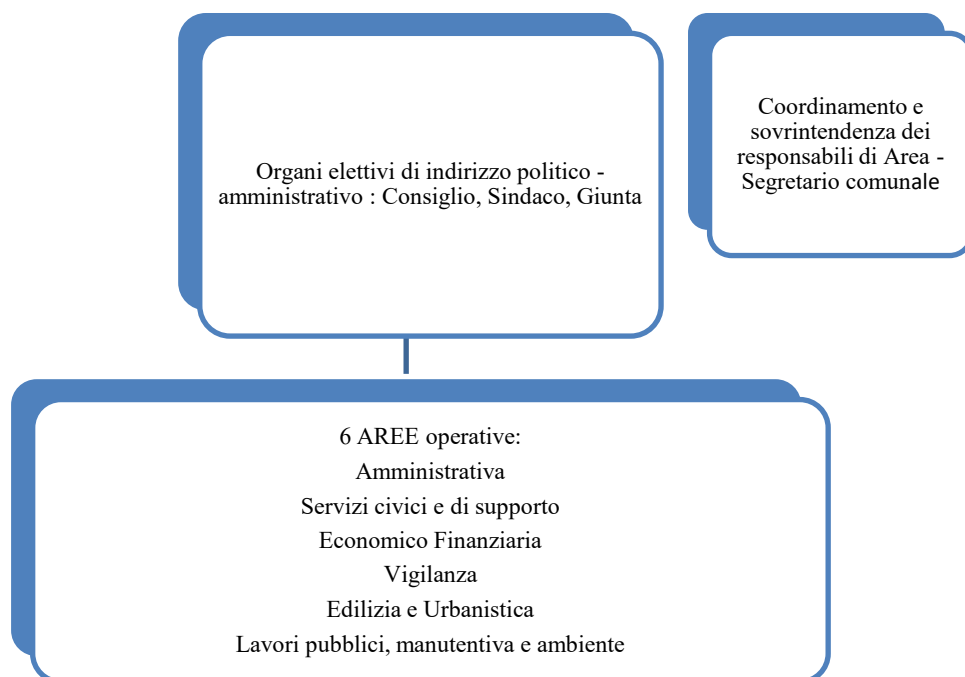 Organi elettivi di indirizzo politico -
amministrativo : Consiglio, Sindaco, Giunta
Coordinamento e
sovrintendenza dei
responsabili di Area -
Segretario comunale
6 AREE operative:
Amministrativa
Servizi civici e di supporto
Economico Finanziaria
Vigilanza
Edilizia e Urbanistica
Lavori pubblici, manutentiva e ambiente